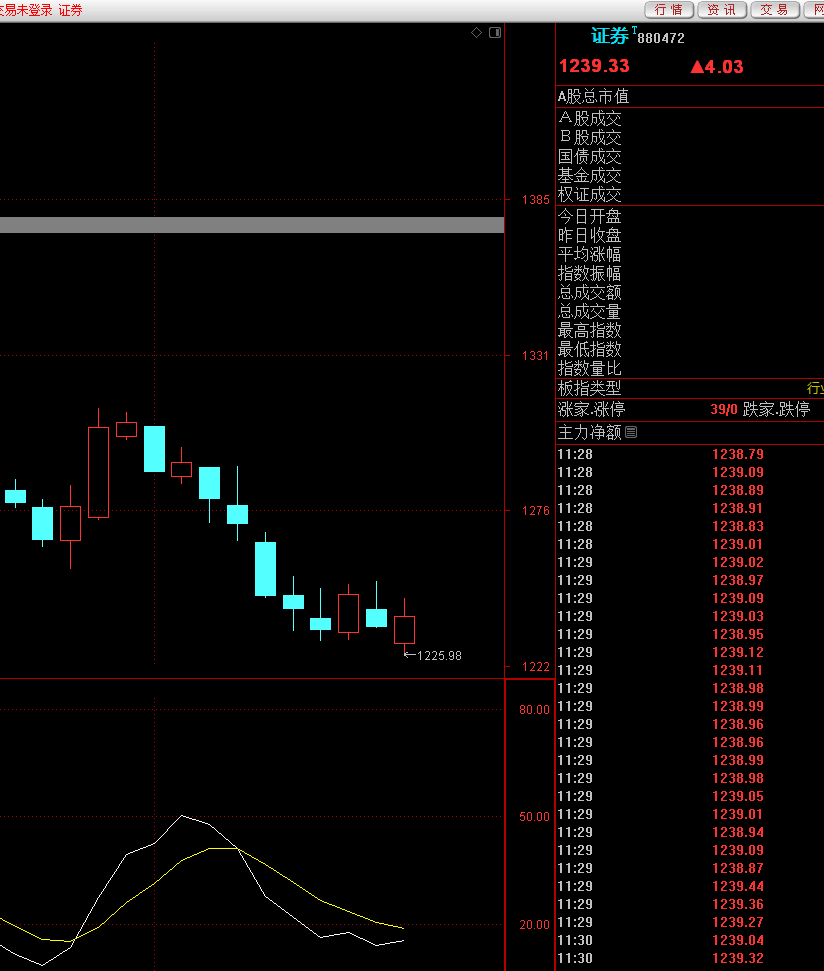 交易未登录 证券
行情 资讯 交易 网
证券 T 880472
1239.33 ▲4.03
A股总市值
A股成交
B股成交
国债成交
基金成交
权证成交
今日开盘
昨日收盘
平均涨幅
指数振幅
总成交额
总成交量
最高指数
最低指数
指数量比
板指类型 行业
涨家.涨停 39/0 跌家.跌停
主力净额
11:28 1238.79
11:28 1239.09
11:28 1238.89
11:28 1238.91
11:28 1238.83
11:28 1239.01
11:29 1239.02
11:29 1238.97
11:29 1239.09
11:29 1239.03
11:29 1238.95
11:29 1239.12
11:29 1239.11
11:29 1238.98
11:29 1238.99
11:29 1238.96
11:29 1238.96
11:29 1238.99
11:29 1238.98
11:29 1239.05
11:29 1239.01
11:29 1238.94
11:29 1239.09
11:29 1238.87
11:29 1239.44
11:29 1239.36
11:29 1239.27
11:30 1239.04
11:30 1239.32
1385
1331
1276
1222
←1225.98
80.00
50.00
20.00